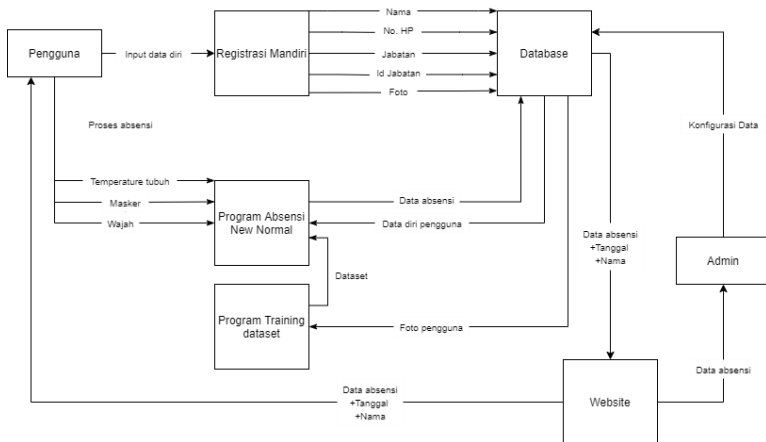 Nama
No. HP
Pengguna
Input data diri
Registrasi Mandiri
Jabatan
Database
Id Jabatan
Foto
Proses absensi
Konfigurasi Data
Temperature tubuh
Masker
Wajah
Program Absensi
New Normal
Data absensi
Data diri pengguna
Data absensi
+Tanggal
+Nama
Admin
Dataset
Program Training
dataset
Foto pengguna
Data absensi
Data absensi
+Tanggal
+Nama
Website